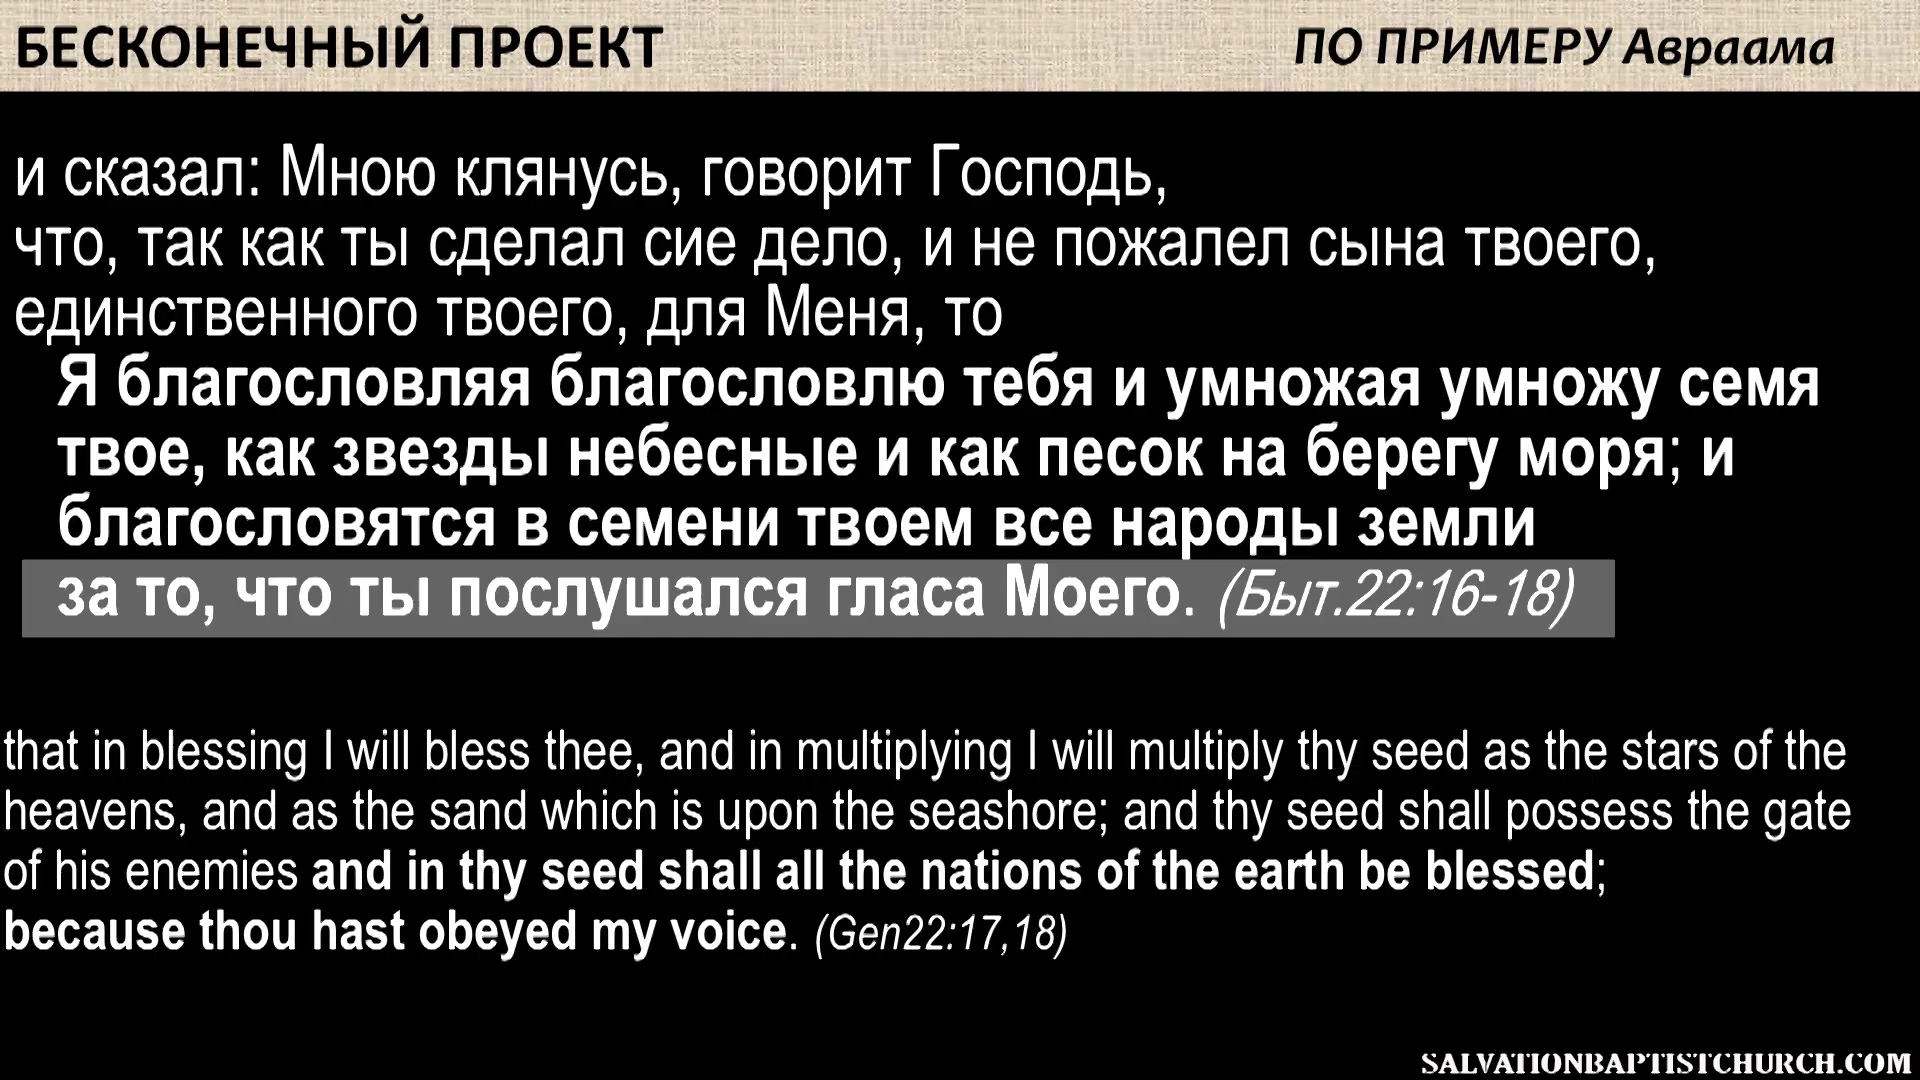 БЕСКОНЕЧНЫЙ ПРОЕКТ
ПО ПРИМЕРУ Авраама
и сказал: Мною клянусь, говорит Господь,
что, так как ты сделал сие дело, и не пожалел сына твоего,
единственного твоего, для Меня, то
Я благословляя благословлю тебя и умножая умножу семя
твое, как звезды небесные и как песок на берегу моря; и
благословятся в семени твоем все народы земли
за то, что ты послушался гласа Моего. (Быт.22:16-18)
that in blessing I will bless thee, and in multiplying I will multiply thy seed as the stars of the
heavens, and as the sand which is upon the seashore; and thy seed shall possess the gate
of his enemies and in thy seed shall all the nations of the earth be blessed;
because thou hast obeyed my voice. (Gen22:17,18)
SALVATIONBAPTISTCHURCH.COM